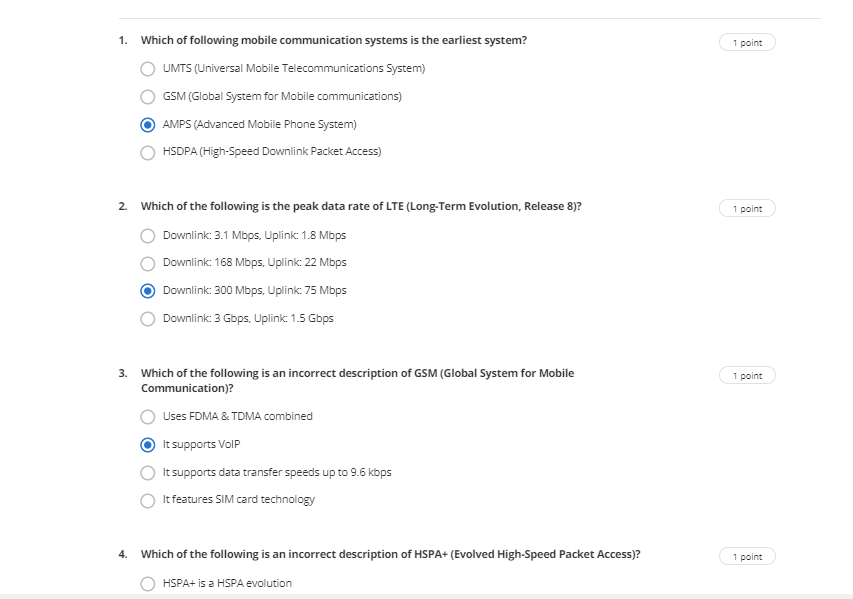 1. Which of following mobile communication systems is the earliest system?
1 point
UMTS (Universal Mobile Telecommunications System)
GSM (Global System for Mobile communications)
AMPS (Advanced Mobile Phone System)
HSDPA (High-Speed Downlink Packet Access)
2. Which of the following is the peak data rate of LTE (Long-Term Evolution, Release 8)?
1 point
Downlink: 3.1 Mbps, Uplink: 1.8 Mbps
Downlink: 168 Mbps, Uplink: 22 Mbps
Downlink: 300 Mbps, Uplink: 75 Mbps
Downlink: 3 Gbps, Uplink: 1.5 Gbps
3. Which of the following is an incorrect description of GSM (Global System for Mobile
Communication)?
1 point
Uses FDMA & TDMA combined
It supports VoIP
It supports data transfer speeds up to 9.6 kbps
It features SIM card technology
4. Which of the following is an incorrect description of HSPA+ (Evolved High-Speed Packet Access)?
1 point
HSPA+ is a HSPA evolution